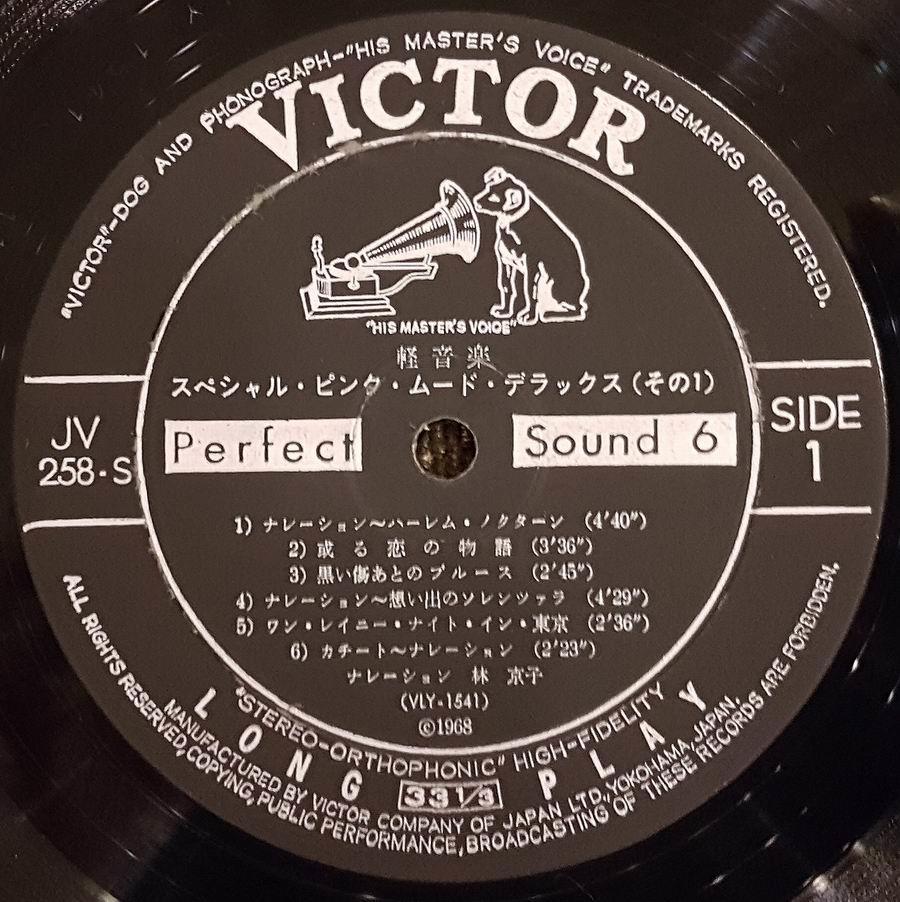 "VICTOR"-DOG AND PHONOGRAPH-"HIS MASTER'S VOICE" TRADEMARKS REGISTERED.
VICTOR
"HIS MASTER'S VOICE"
軽音楽
スペシャル・ピンク・ムード・デラックス(その1)
JV
258-S
Perfect
Sound 6
SIDE
1
1) ナレーション〜ハーレム・ノクターン (4'40")
2) 或る恋の物語 (3'36")
3) 黒い傷あとのブルース (2'45")
4) ナレーション〜想い出のソレンツァラ (4'29")
5) ワン・レイニー・ナイト・イン・東京 (2'36")
6) カチート〜ナレーション (2'23")
ナレーション 林 京子
(VLY-1541)
©1968
"STEREO-ORTHOPHONIC" HIGH-FIDELITY
LONG PLAY
33 1/3
MANUFACTURED BY VICTOR COMPANY OF JAPAN LTD, YOKOHAMA, JAPAN.
ALL RIGHTS RESERVED, COPYING, PUBLIC PERFORMANCE, BROADCASTING OF THESE RECORDS ARE FORBIDDEN.